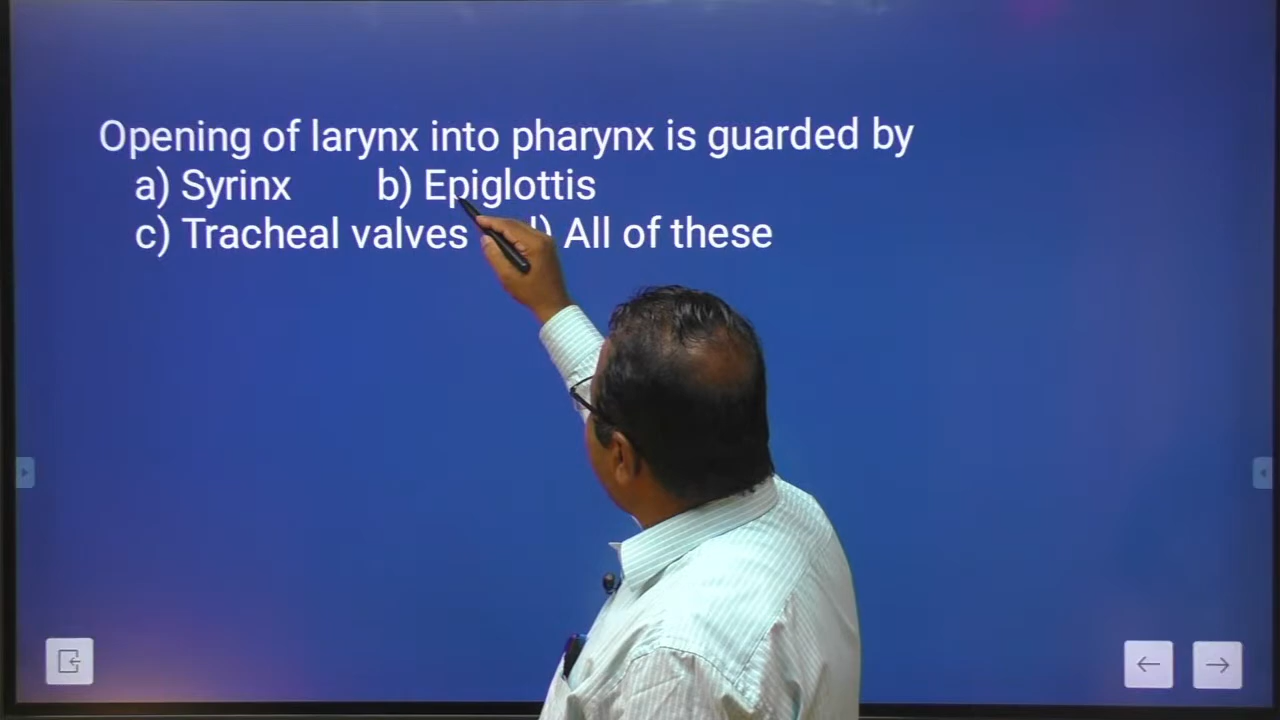 Opening of larynx into pharynx is guarded by
a) Syrinx b) Epiglottis
c) Tracheal valves d) All of these